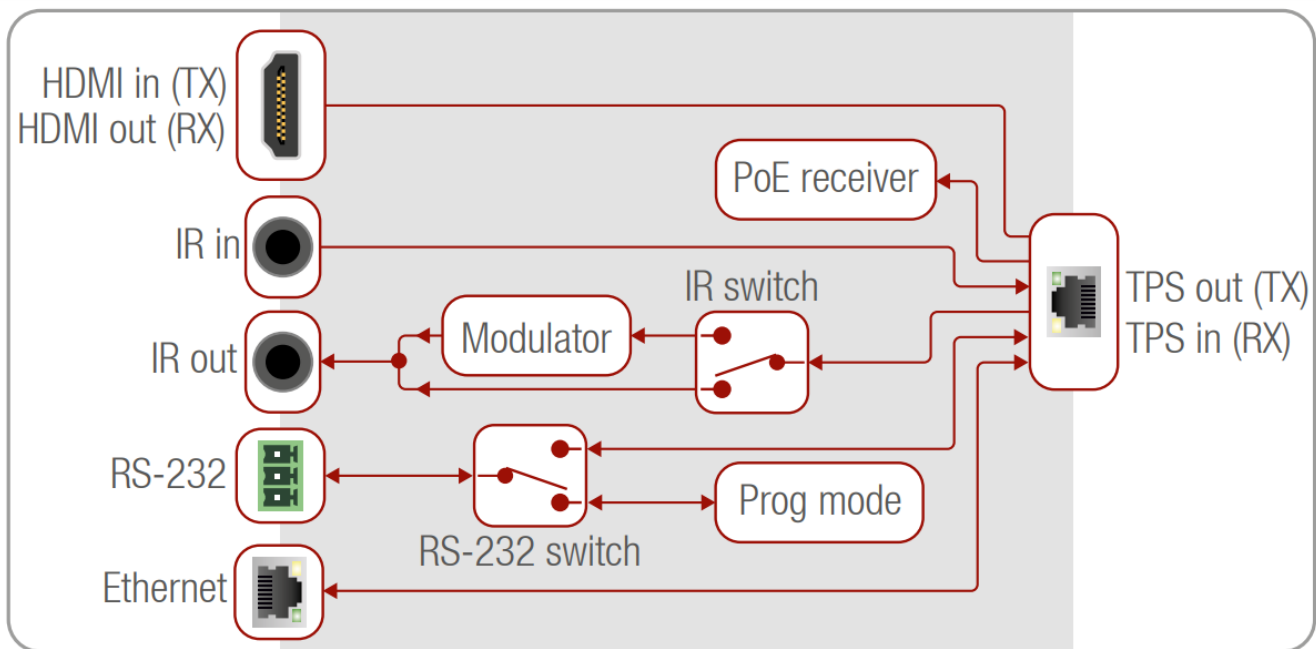 HDMI in (TX)
HDMI out (RX)
PoE receiver
IR in
IR switch
TPS out (TX)
TPS in (RX)
Modulator
IR out
RS-232
Prog mode
RS-232 switch
Ethernet